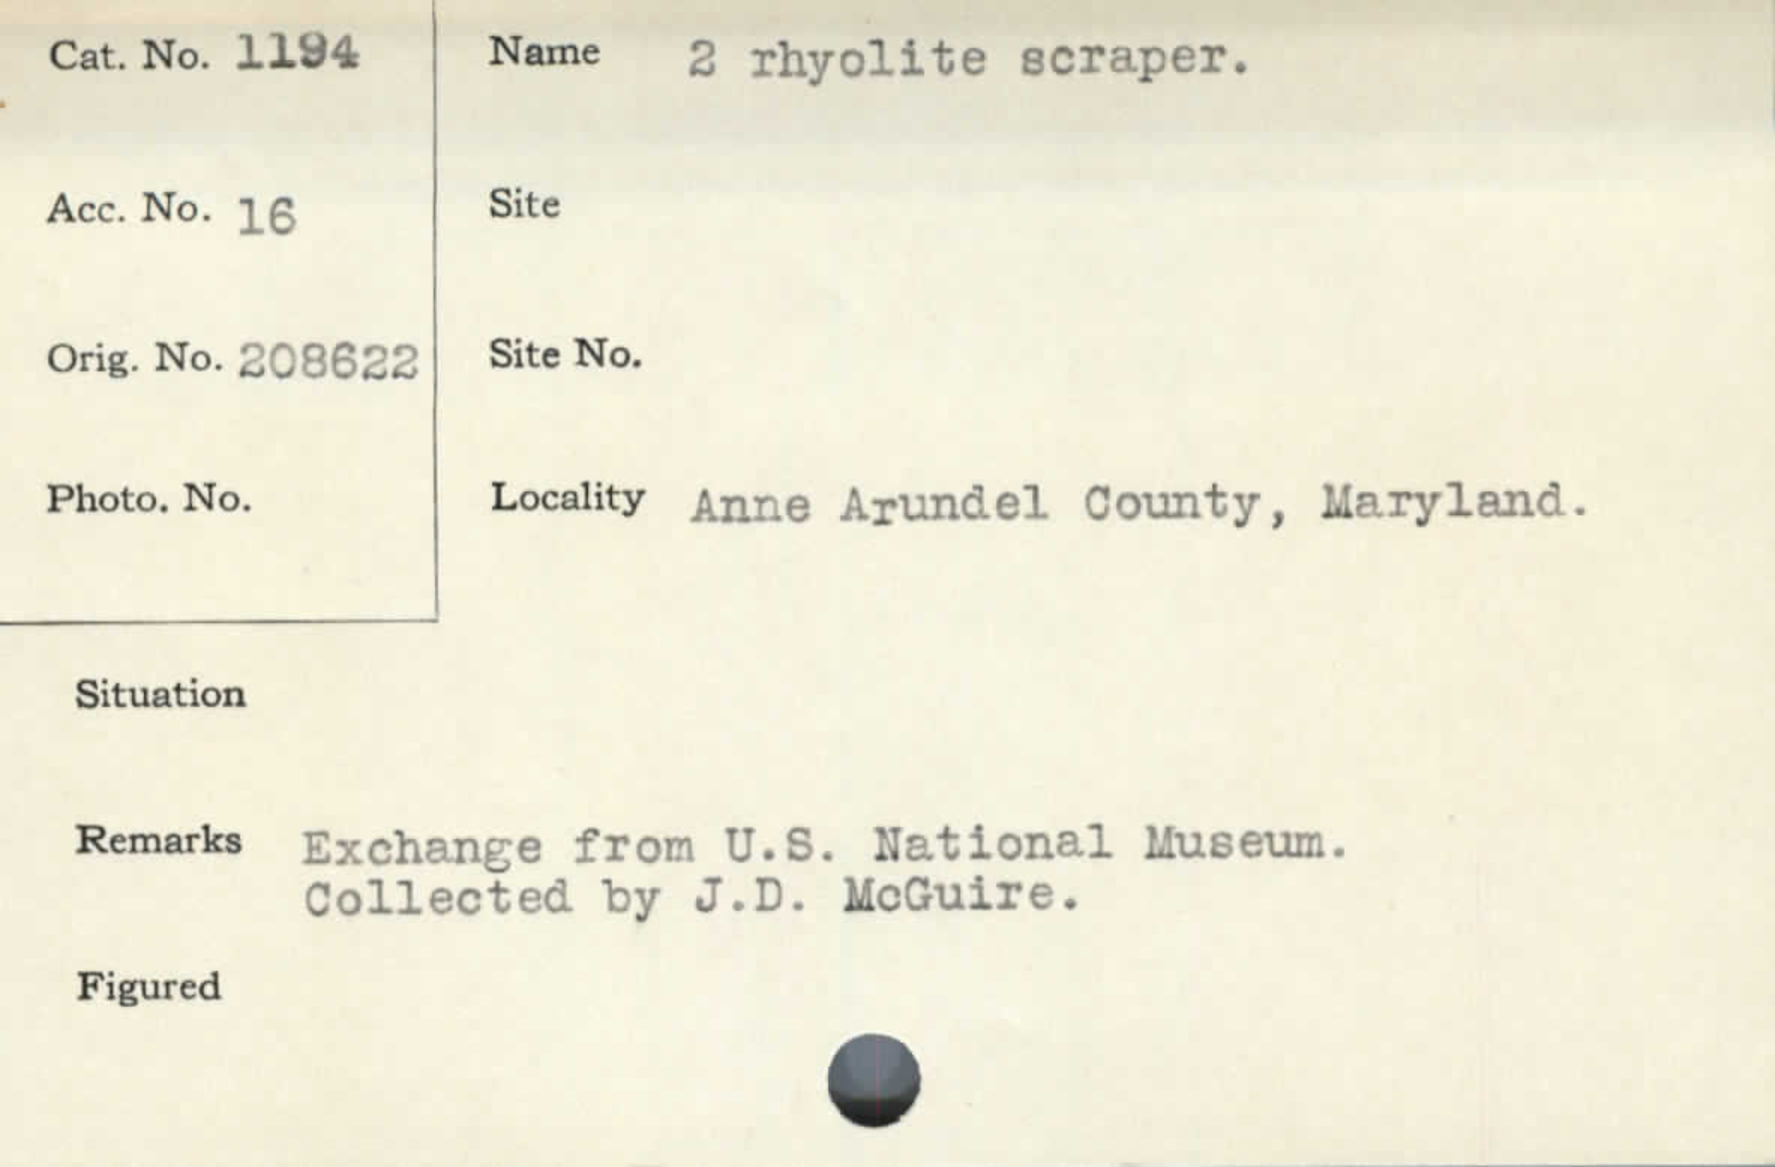 Cat. No. 1194
Name 2 rhyolite scraper.
Acc. No. 16
Site
Orig. No. 208622
Site No.
Photo. No.
Locality Anne Arundel County, Maryland.
Situation
Remarks Exchange from U.S. National Museum.
Collected by J.D. McGuire.
Figured